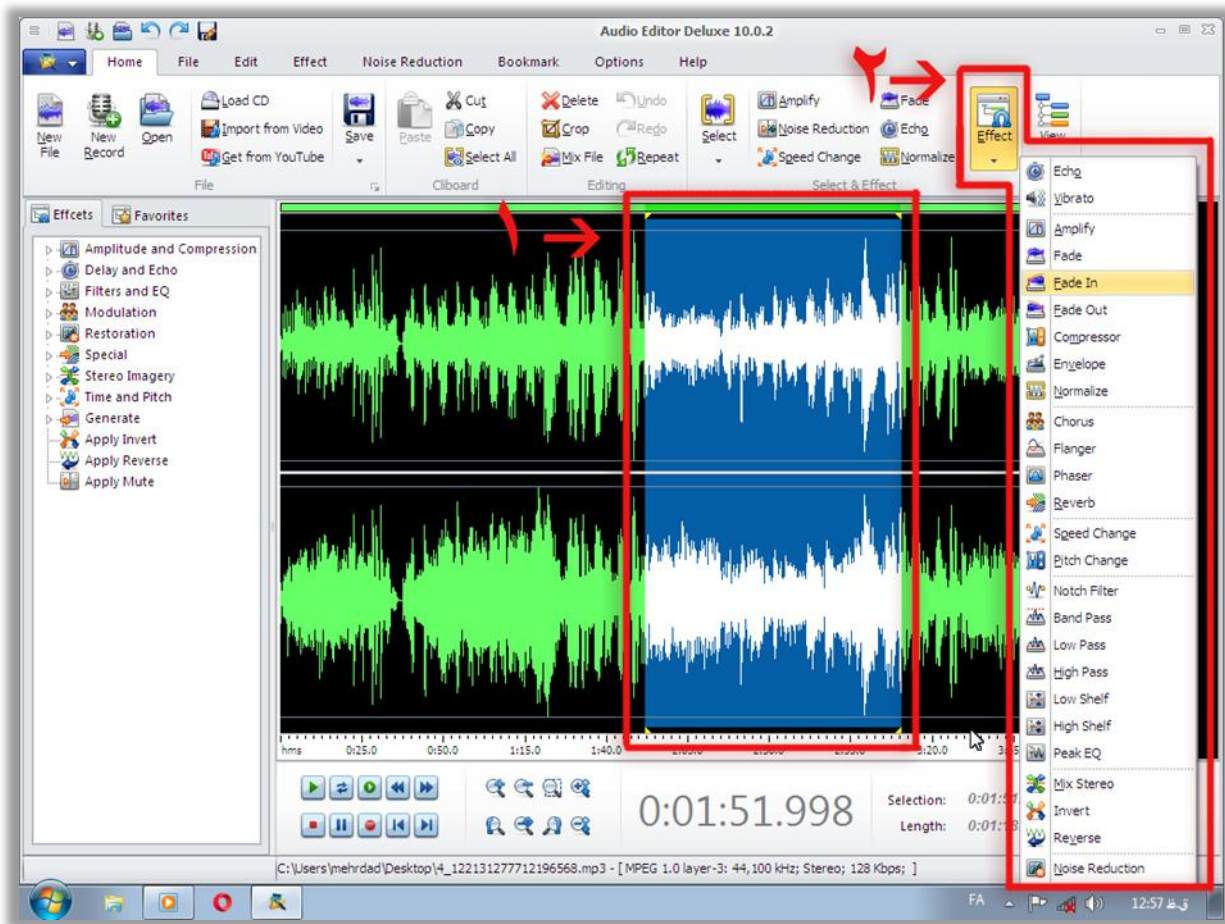 Audio Editor Deluxe 10.0.2
Home File Edit Effect Noise Reduction Bookmark Options Help
۲
New File
New Record
Open
Load CD
Import from Video
Get from YouTube
File
Save
Paste
Cut
Copy
Select All
Cliboard
Delete
Crop
Mix File
Undo
Redo
Repeat
Editing
Select
Amplify
Noise Reduction
Speed Change
Fade
Echo
Normalize
Select & Effect
Effect
View
Effcets Favorites
Amplitude and Compression
Delay and Echo
Filters and EQ
Modulation
Restoration
Special
Stereo Imagery
Time and Pitch
Generate
Apply Invert
Apply Reverse
Apply Mute
۱
Echo
Vibrato
Amplify
Fade
Fade In
Fade Out
Compressor
Envelope
Normalize
Chorus
Flanger
Phaser
Reverb
Speed Change
Pitch Change
Notch Filter
Band Pass
Low Pass
High Pass
Low Shelf
High Shelf
Peak EQ
Mix Stereo
Invert
Reverse
Noise Reduction
hms 0:25.0 0:50.0 1:15.0 1:40.0 3:20.0
0:01:51.998
Selection: 0:01:51
Length:
C:\Users\mehrdad\Desktop\4_122131277712196568.mp3 - [ MPEG 1.0 layer-3: 44,100 kHz; Stereo; 128 Kbps; ]
FA
12:57 ق.ظ